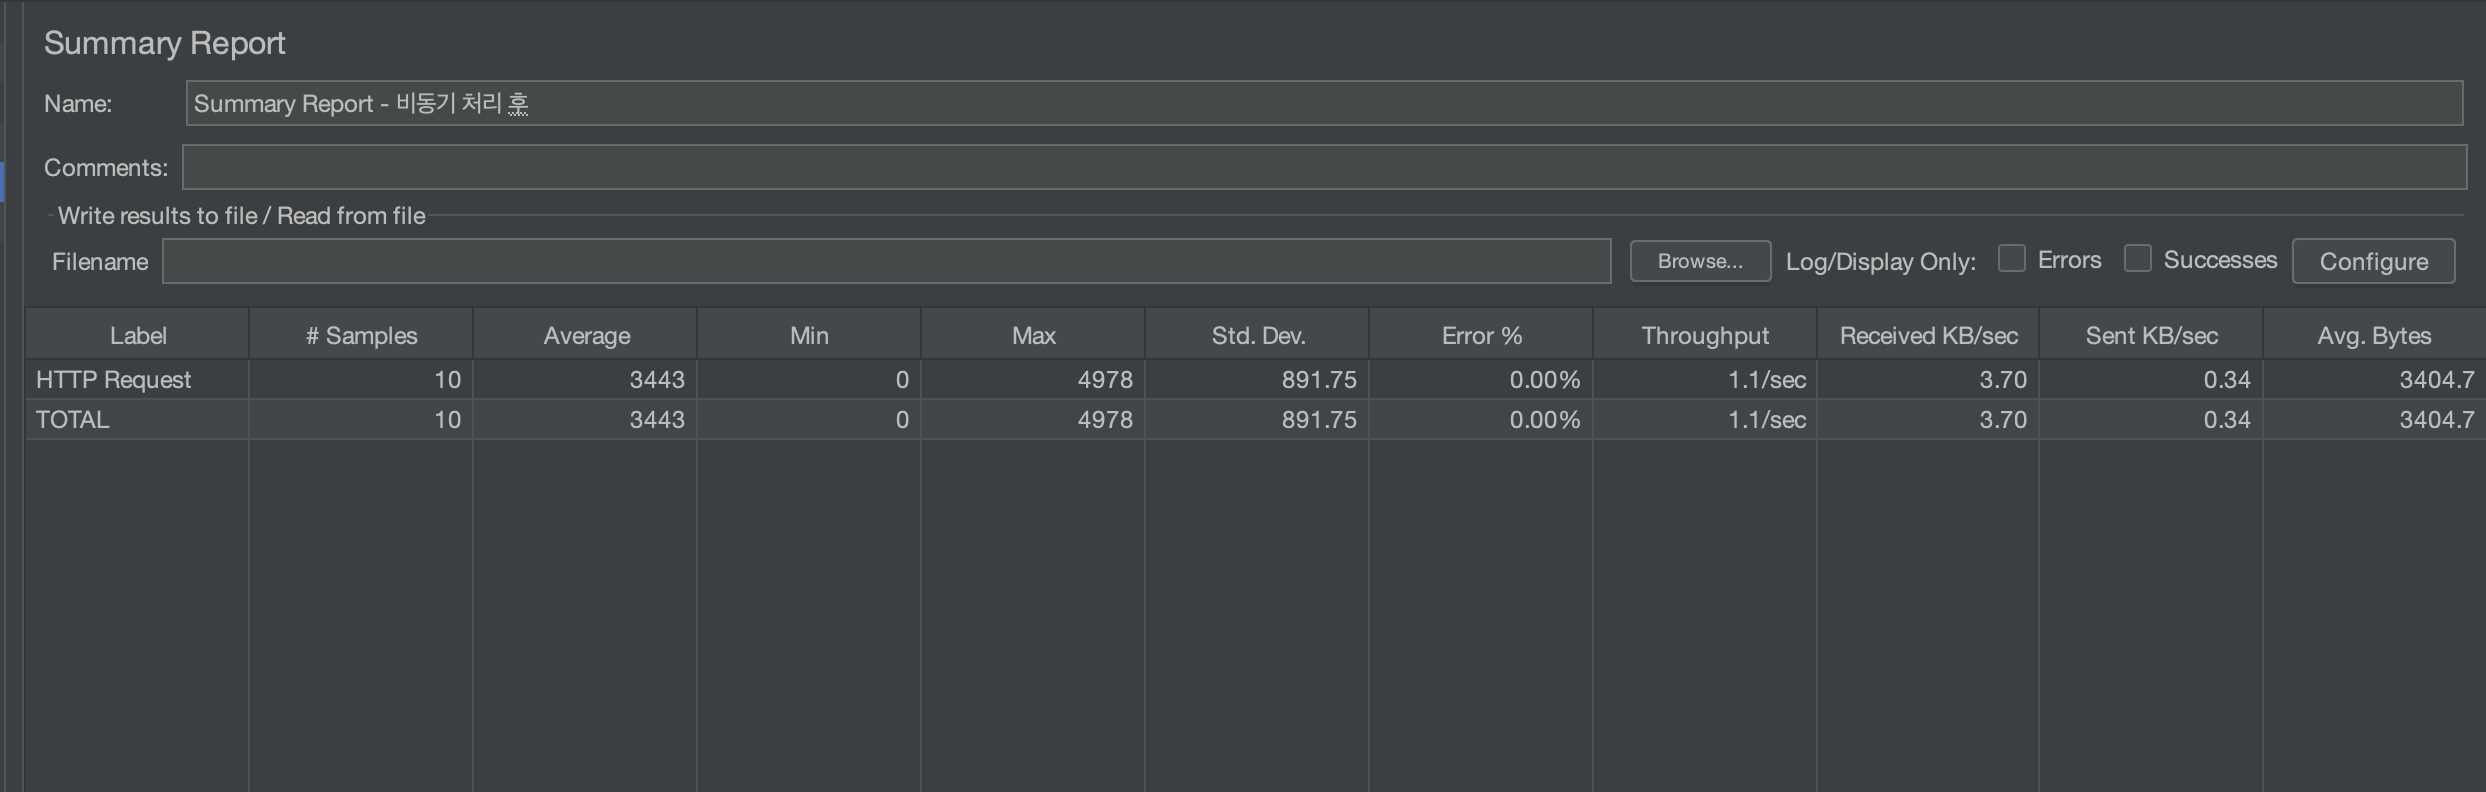 Summary Report
Name: Summary Report - 비동기 처리 후
Comments:
Write results to file / Read from file
Filename Browse... Log/Display Only: Errors Successes Configure
Label # Samples Average Min Max Std. Dev. Error % Throughput Received KB/sec Sent KB/sec Avg. Bytes
HTTP Request 10 3443 0 4978 891.75 0.00% 1.1/sec 3.70 0.34 3404.7
TOTAL 10 3443 0 4978 891.75 0.00% 1.1/sec 3.70 0.34 3404.7